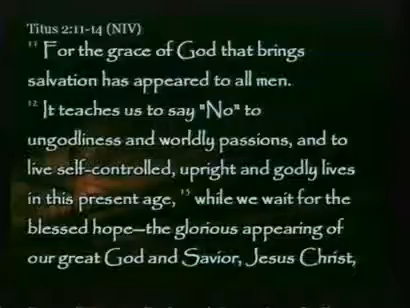 Titus 2:11-14 (NIV)
¹¹ For the grace of God that brings
salvation has appeared to all men.
¹² It teaches us to say "No" to
ungodliness and worldly passions, and to
live self-controlled, upright and godly lives
in this present age, ¹³ while we wait for the
blessed hope—the glorious appearing of
our great God and Savior, Jesus Christ,